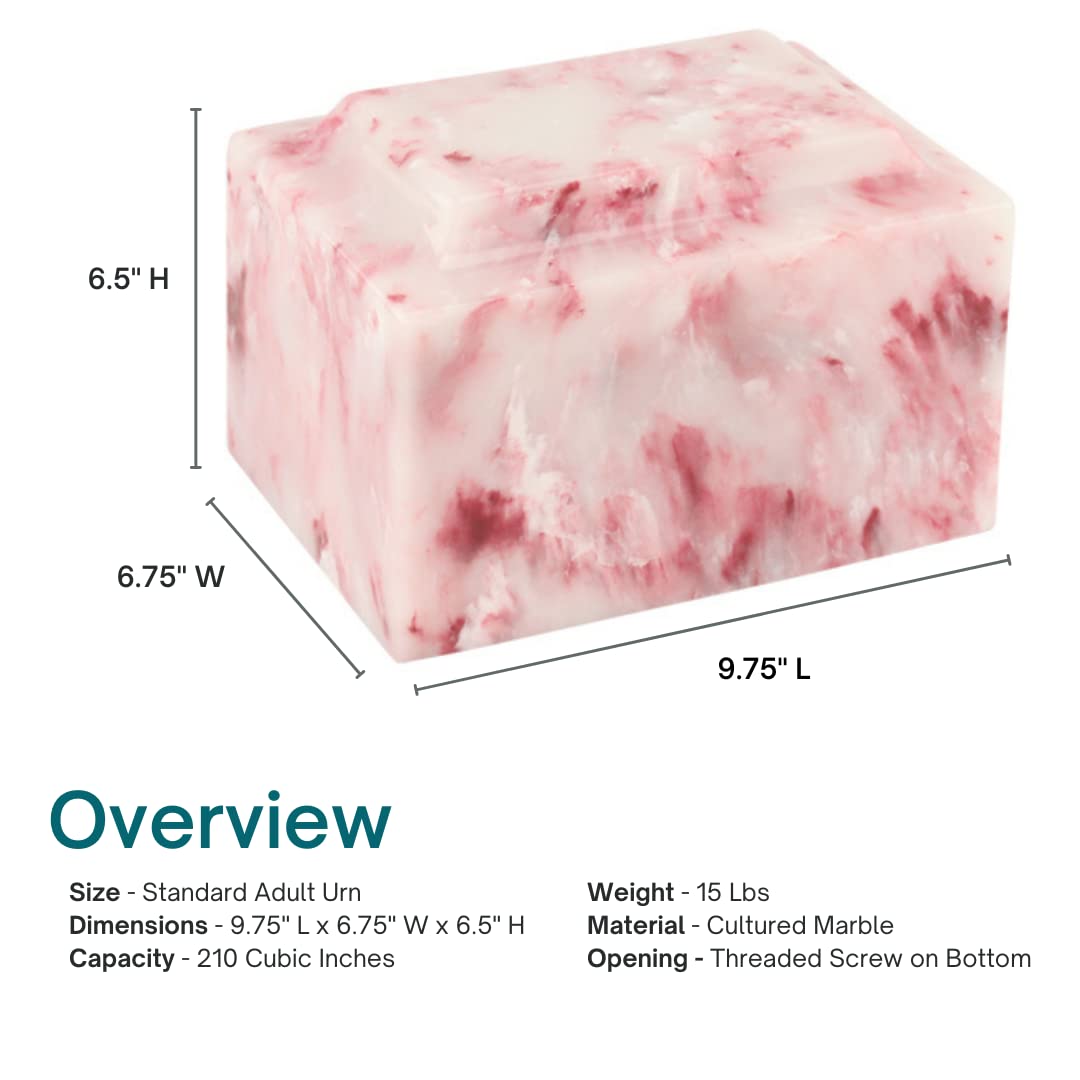 6.5" H
6.75" W
9.75" L
Overview
Size - Standard Adult Urn
Dimensions - 9.75" L x 6.75" W x 6.5" H
Capacity - 210 Cubic Inches
Weight - 15 Lbs
Material - Cultured Marble
Opening - Threaded Screw on Bottom